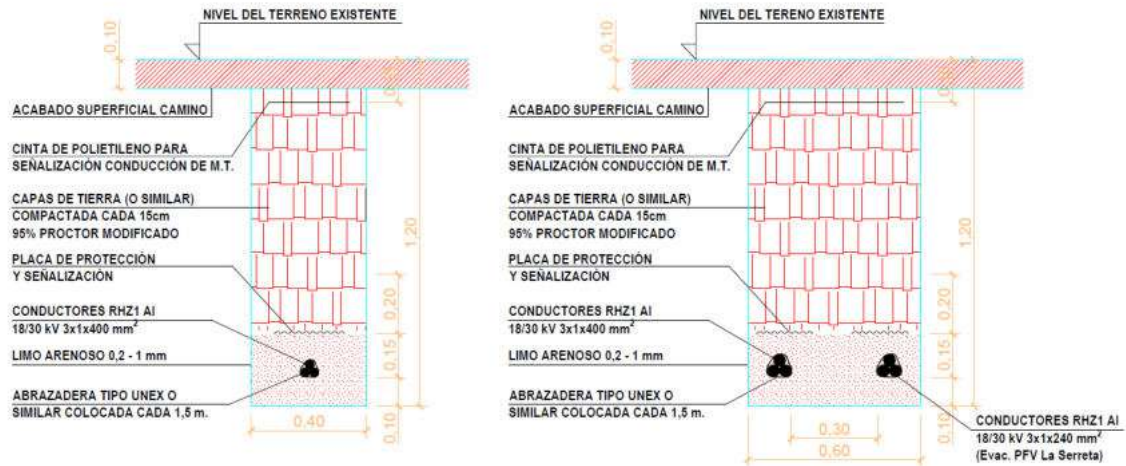 NIVEL DEL TERRENO EXISTENTE
0,10
ACABADO SUPERFICIAL CAMINO
CINTA DE POLIETILENO PARA
SEÑALIZACIÓN CONDUCCIÓN DE M.T.
CAPAS DE TIERRA (O SIMILAR)
COMPACTADA CADA 15cm
95% PROCTOR MODIFICADO
PLACA DE PROTECCIÓN
Y SEÑALIZACIÓN
CONDUCTORES RHZ1 Al
18/30 kV 3x1x400 mm²
LIMO ARENOSO 0,2 - 1 mm
ABRAZADERA TIPO UNEX O
SIMILAR COLOCADA CADA 1,5 m.
1,20
0,20
0,15
0,10
0,40
NIVEL DEL TERENO EXISTENTE
0,10
ACABADO SUPERFICIAL CAMINO
CINTA DE POLIETILENO PARA
SEÑALIZACIÓN CONDUCCIÓN DE M.T.
CAPAS DE TIERRA (O SIMILAR)
COMPACTADA CADA 15cm
95% PROCTOR MODIFICADO
PLACA DE PROTECCIÓN
Y SEÑALIZACIÓN
CONDUCTORES RHZ1 Al
18/30 kV 3x1x400 mm²
LIMO ARENOSO 0,2 - 1 mm
ABRAZADERA TIPO UNEX O
SIMILAR COLOCADA CADA 1,5 m.
1,20
0,20
0,15
0,10
0,30
0,60
CONDUCTORES RHZ1 Al
18/30 kV 3x1x240 mm²
(Evac. PFV La Serreta)